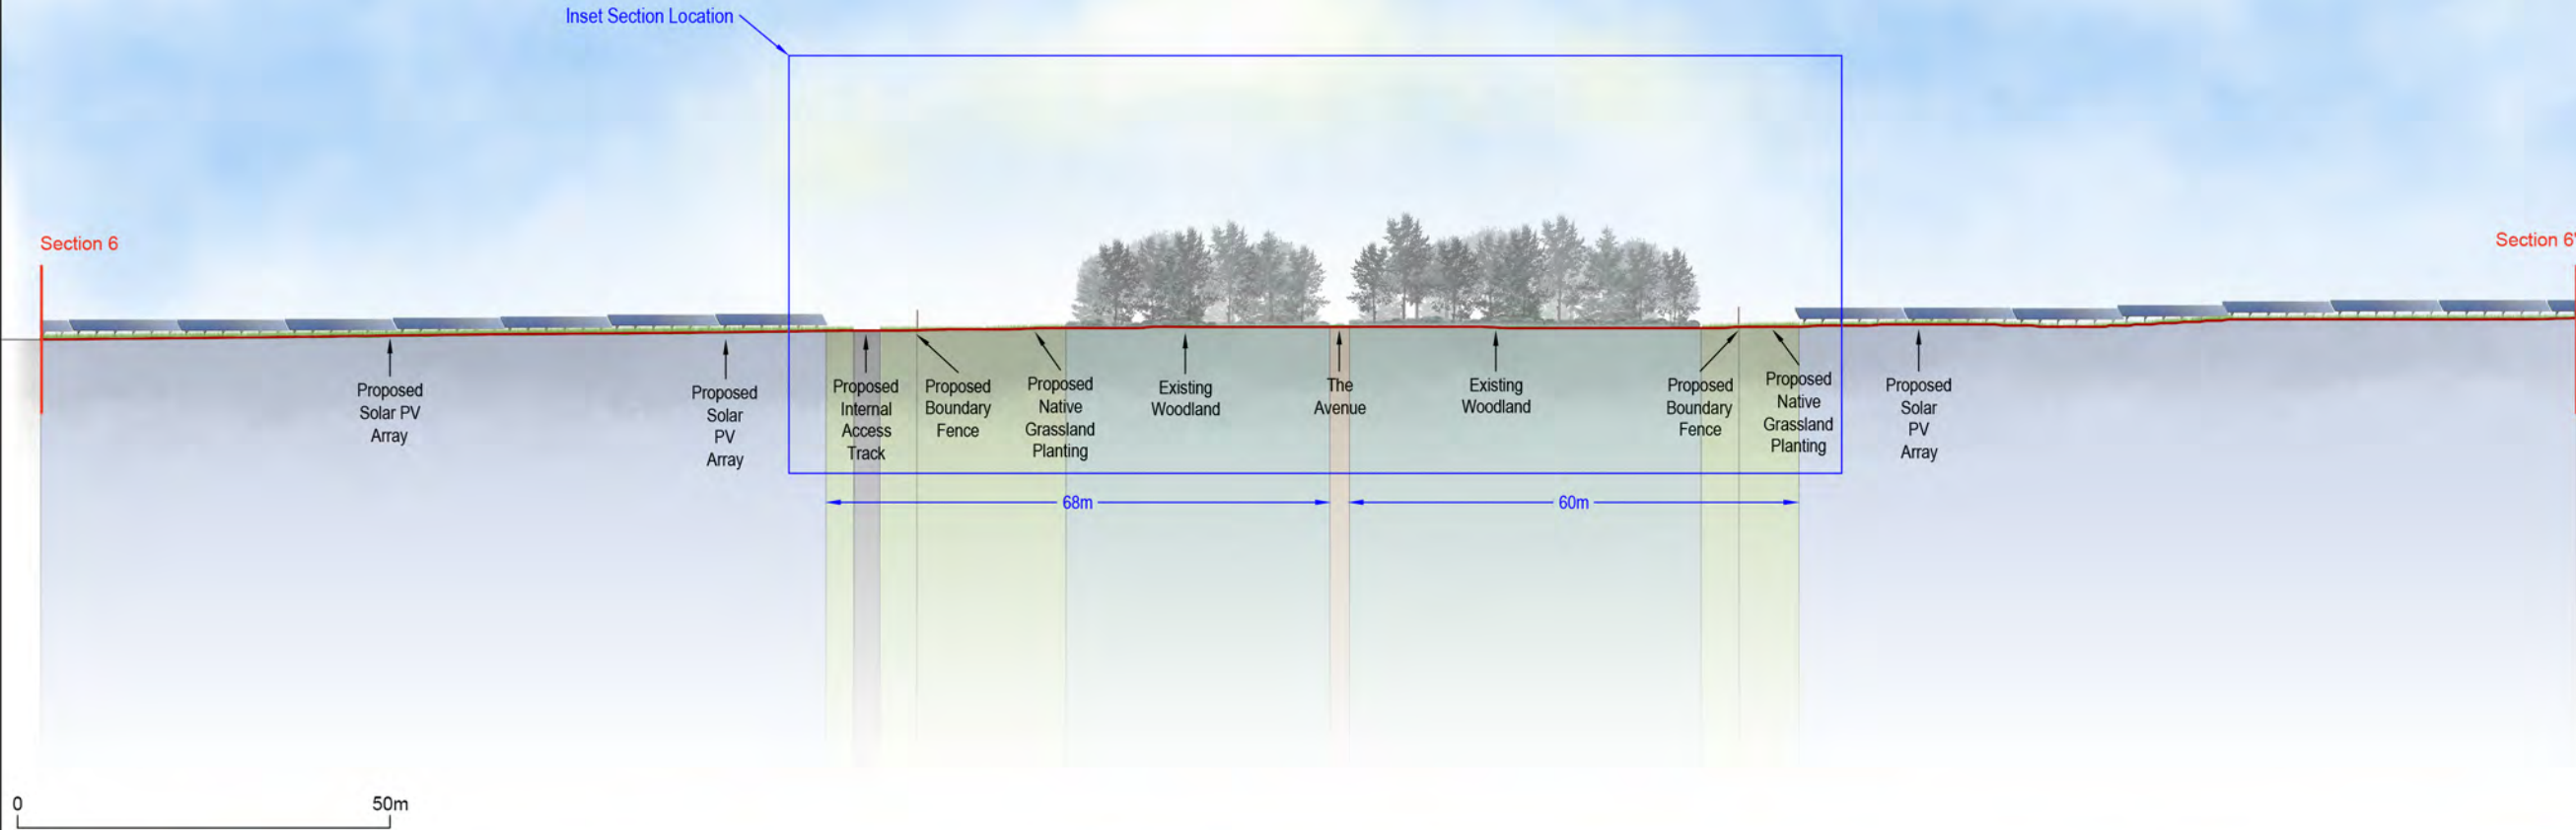 Inset Section Location
Section 6
Section 6'
Proposed
Solar PV
Array
Proposed
Solar
PV
Array
Proposed
Internal
Access
Track
Proposed
Boundary
Fence
Proposed
Native
Grassland
Planting
Existing
Woodland
The
Avenue
Existing
Woodland
Proposed
Boundary
Fence
Proposed
Native
Grassland
Planting
Proposed
Solar
PV
Array
68m
60m
0
50m